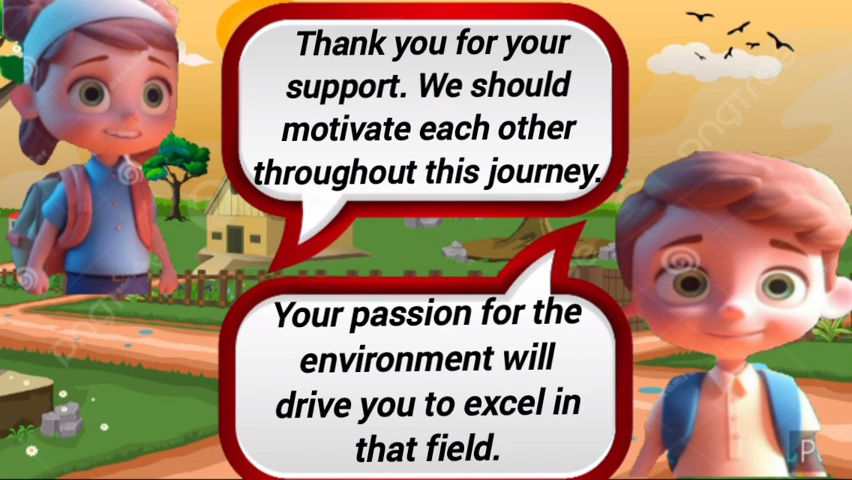 Thank you for your
support. We should
motivate each other
throughout this journey.
Your passion for the
environment will
drive you to excel in
that field.